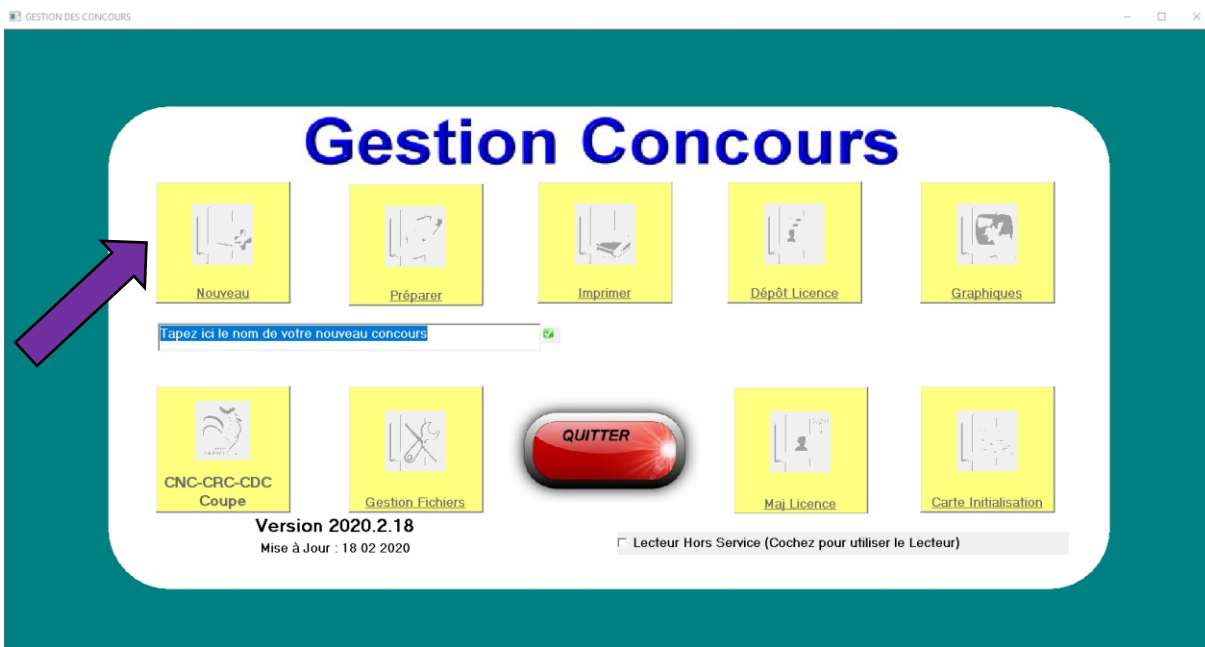 GESTION DES CONCOURS
Gestion Concours
Nouveau
Préparer
Imprimer
Dépôt Licence
Graphiques
Tapez ici le nom de votre nouveau concours
CNC-CRC-CDC
Coupe
Gestion Fichiers
QUITTER
Maj Licence
Carte Initialisation
Version 2020.2.18
Mise à Jour : 18 02 2020
Lecteur Hors Service (Cochez pour utiliser le Lecteur)